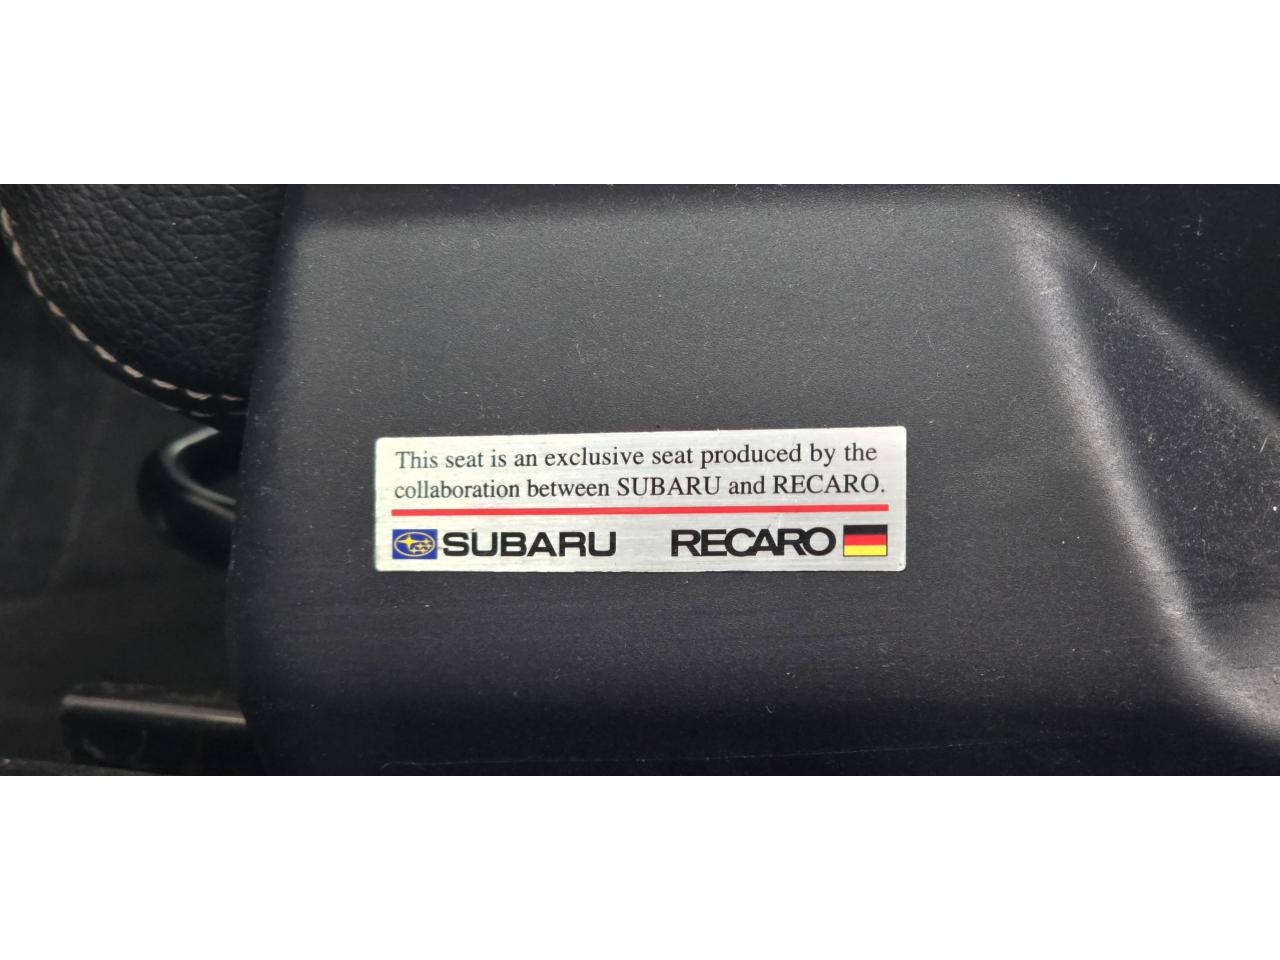 This seat is an exclusive seat produced by the
collaboration between SUBARU and RECARO.
SUBARU RECARO